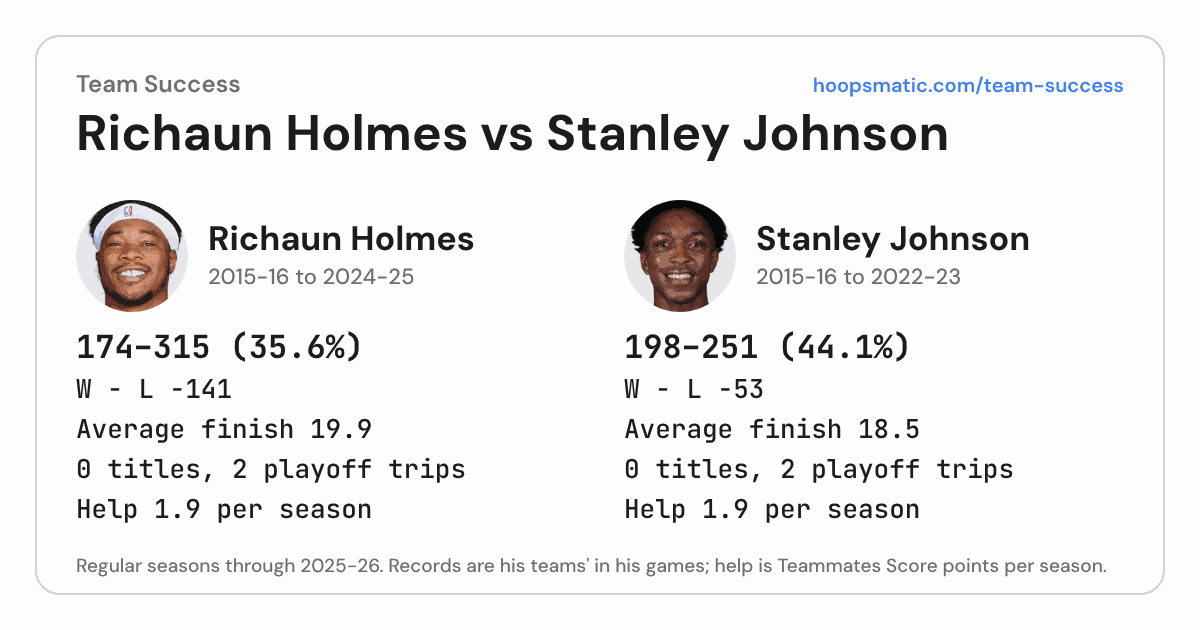 Team Success
hoopsmatic.com/team-success
Richaun Holmes vs Stanley Johnson
Richaun Holmes
2015-16 to 2024-25
174-315 (35.6%)
W - L -141
Average finish 19.9
0 titles, 2 playoff trips
Help 1.9 per season
Stanley Johnson
2015-16 to 2022-23
198-251 (44.1%)
W - L -53
Average finish 18.5
0 titles, 2 playoff trips
Help 1.9 per season
Regular seasons through 2025-26. Records are his teams' in his games; help is Teammates Score points per season.